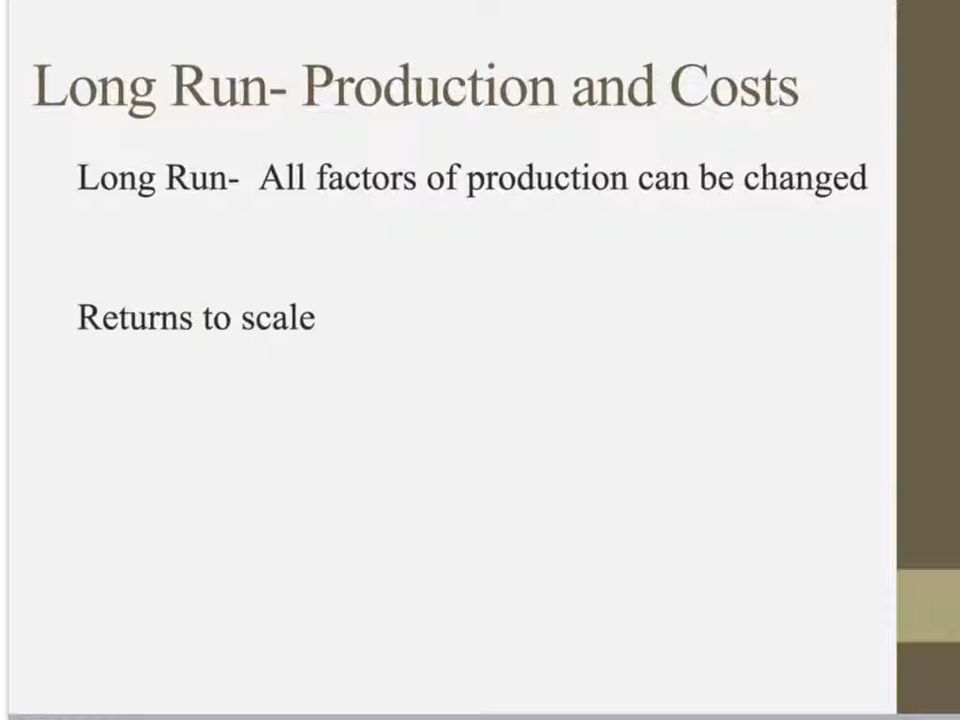 Long Run- Production and Costs
Long Run-  All factors of production can be changed
Returns to scale